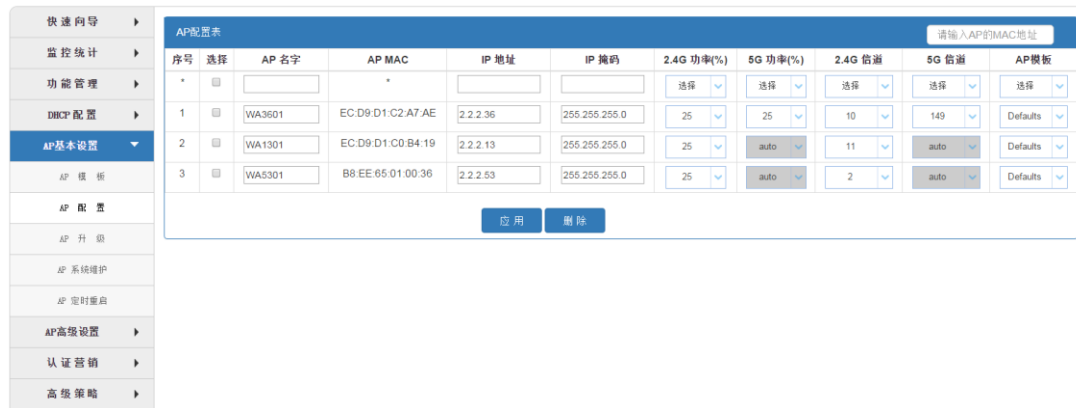 快速向导
监控统计
功能管理
DHCP配置
AP基本设置
AP 模 板
AP 配 置
AP 升 级
AP 系统维护
AP 定时重启
AP高级设置
认证营销
高级策略
AP配置表 请输入AP的MAC地址
序号 选择 AP 名字 AP MAC IP 地址 IP 掩码 2.4G 功率(%) 5G 功率(%) 2.4G 信道 5G 信道 AP模板
* * 选择 选择 选择 选择 选择
1 WA3601 EC:D9:D1:C2:A7:AE 2.2.2.36 255.255.255.0 25 25 10 149 Defaults
2 WA1301 EC:D9:D1:C0:B4:19 2.2.2.13 255.255.255.0 25 auto 11 auto Defaults
3 WA5301 B8:EE:65:01:00:36 2.2.2.53 255.255.255.0 25 auto 2 auto Defaults
应用 删除